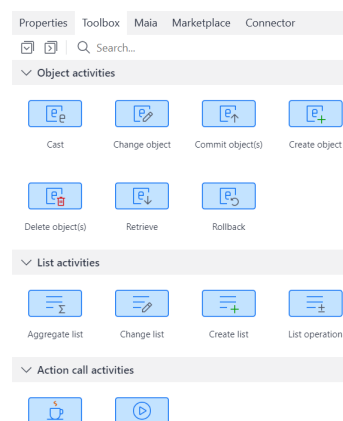 Properties Toolbox Maia Marketplace Connector
Search...
Object activities
Cast Change object Commit object(s) Create object
Delete object(s) Retrieve Rollback
List activities
Aggregate list Change list Create list List operation
Action call activities